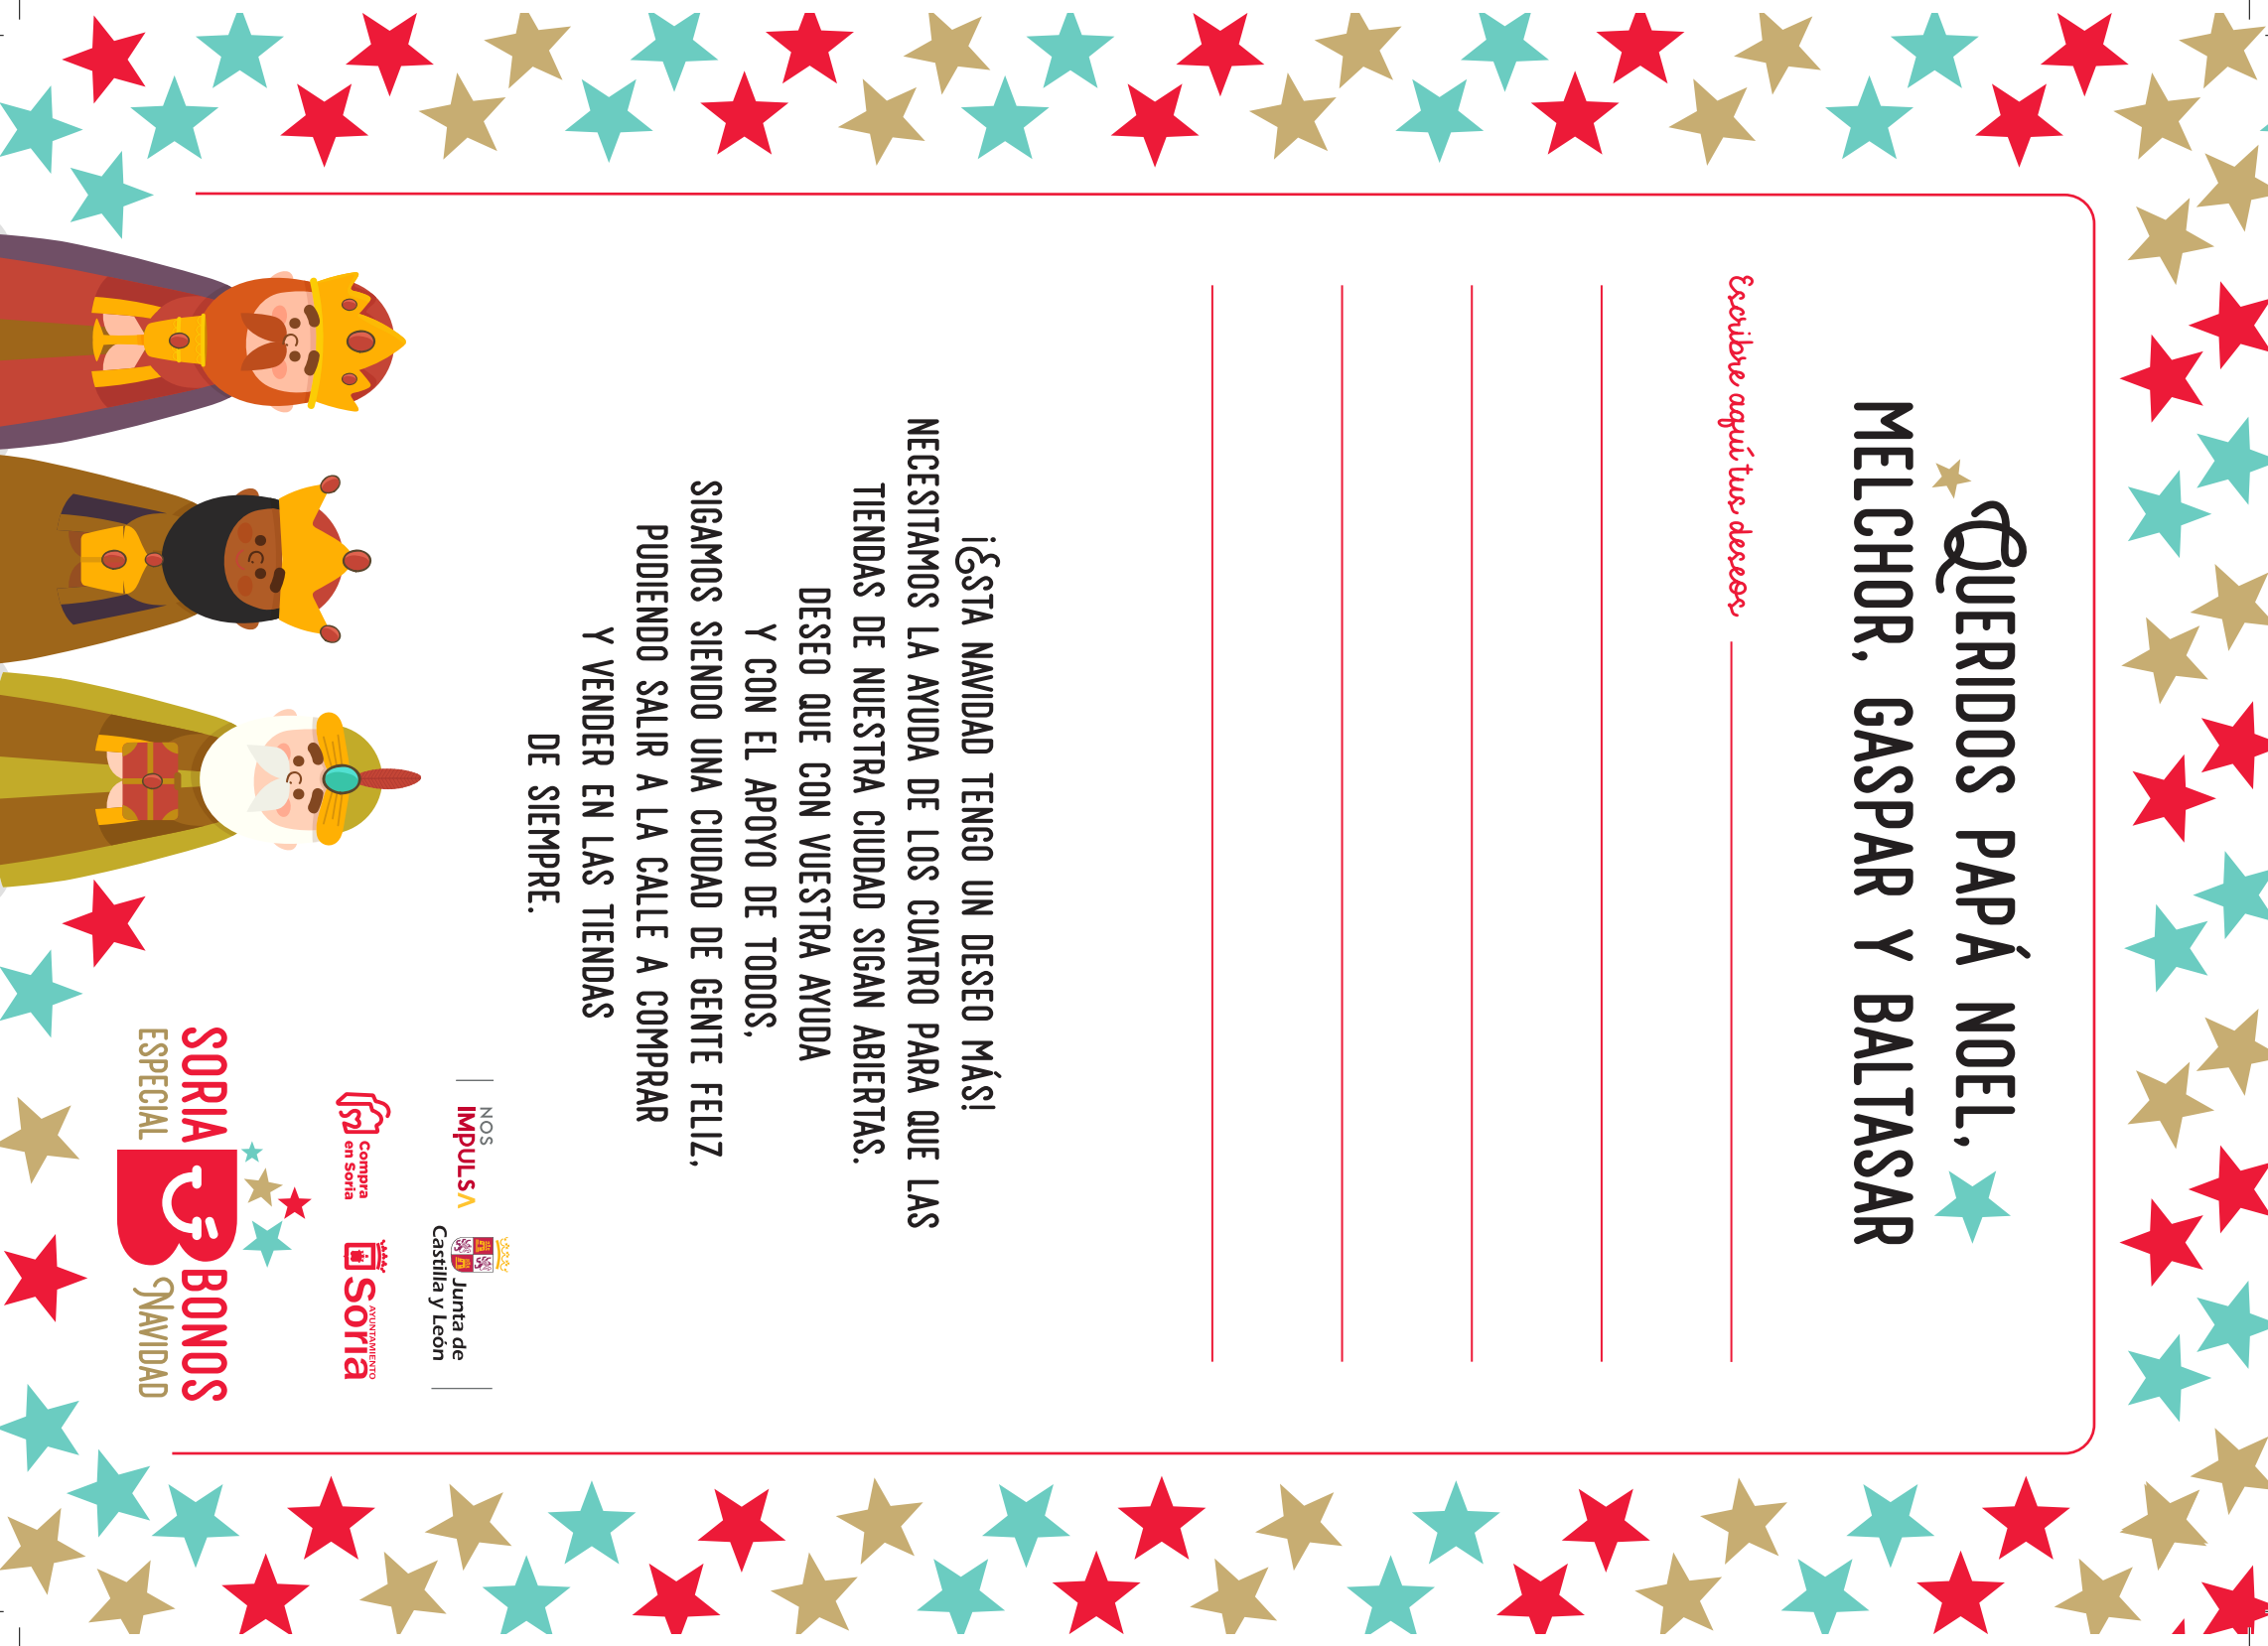 QUERIDOS PAPÁ NOEL,
MELCHOR, GASPAR Y BALTASAR
Escribe aquí tus deseos
¡ESTA NAVIDAD TENGO UN DESEO MÁS!
NECESITAMOS LA AYUDA DE LOS CUATRO PARA QUE LAS
TIENDAS DE NUESTRA CIUDAD SIGAN ABIERTAS.
DESEO QUE CON VUESTRA AYUDA
Y CON EL APOYO DE TODOS,
SIGAMOS SIENDO UNA CIUDAD DE GENTE FELIZ,
PUDIENDO SALIR A LA CALLE A COMPRAR
Y VENDER EN LAS TIENDAS
DE SIEMPRE.
NOS
IMPULSA
Junta de
Castilla y León
Compra
en Soria
AYUNTAMIENTO
Soria
SORIA BONOS
ESPECIAL NAVIDAD